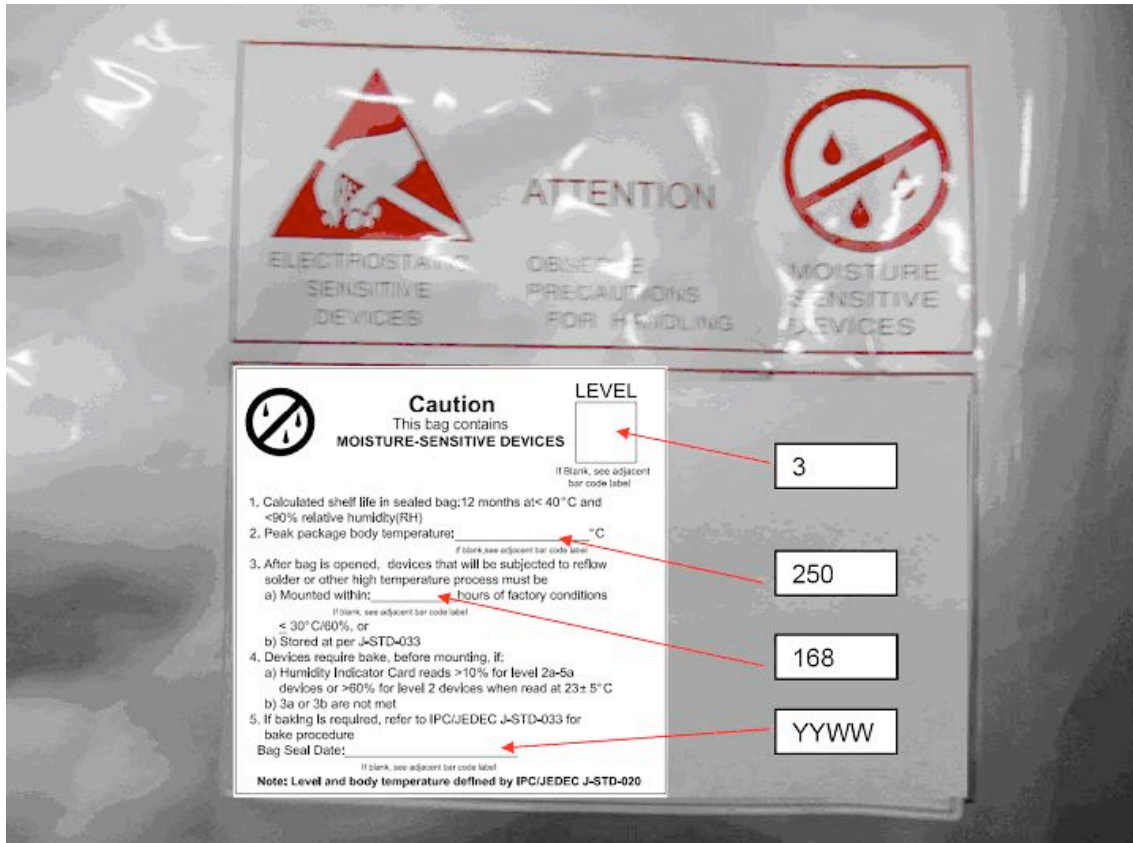 ATTENTION
ELECTROSTATIC
SENSITIVE
DEVICES
OBSERVE
PRECAUTIONS
FOR HANDLING
MOISTURE
SENSITIVE
DEVICES
LEVEL
Caution
This bag contains
MOISTURE-SENSITIVE DEVICES
If Blank, see adjacent
bar code label
1. Calculated shelf life in sealed bag:12 months at< 40°C and
<90% relative humidity(RH)
2. Peak package body temperature:____________________°C
If blank,see adjacent bar code label
3. After bag is opened, devices that will be subjected to reflow
solder or other high temperature process must be
a) Mounted within:____________ hours of factory conditions
If blank, see adjacent bar code label
≤ 30°C/60%, or
b) Stored at per J-STD-033
4. Devices require bake, before mounting, if:
a) Humidity Indicator Card reads >10% for level 2a-5a
devices or >60% for level 2 devices when read at 23± 5°C
b) 3a or 3b are not met
5. If baking is required, refer to IPC/JEDEC J-STD-033 for
bake procedure
Bag Seal Date:_________________________
If blank, see adjacent bar code label
Note: Level and body temperature defined by IPC/JEDEC J-STD-020
3
250
168
YYWW